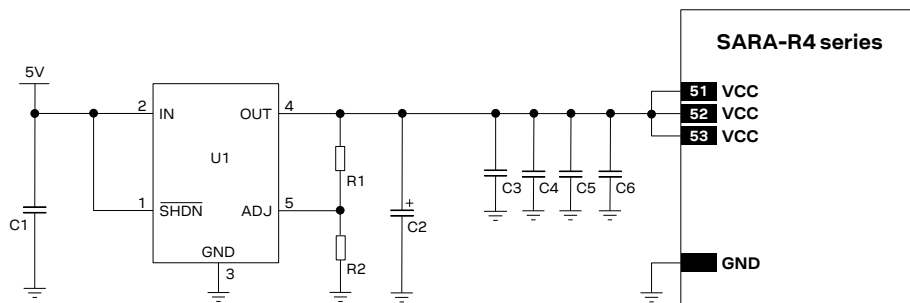 SARA-R4 series
5V
51 VCC
2 IN OUT 4
52 VCC
53 VCC
U1
R1
C3 C4 C5 C6
1 SHDN ADJ 5
C1
+
C2
GND
R2
3
GND